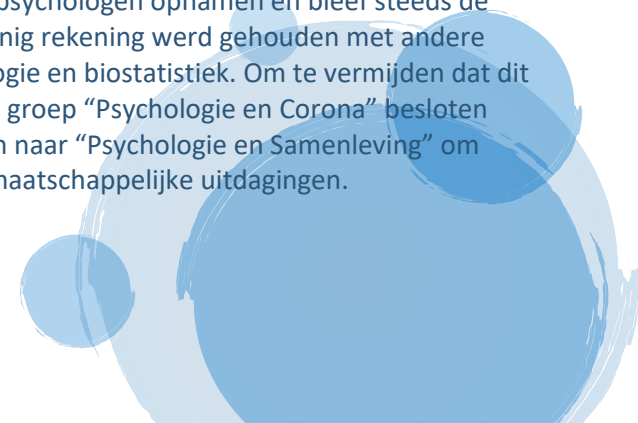 psychologen opnamen en bleef steeds de
nig rekening werd gehouden met andere
ogie en biostatistiek. Om te vermijden dat dit
groep “Psychologie en Corona” besloten
n naar “Psychologie en Samenleving” om
maatschappelijke uitdagingen.